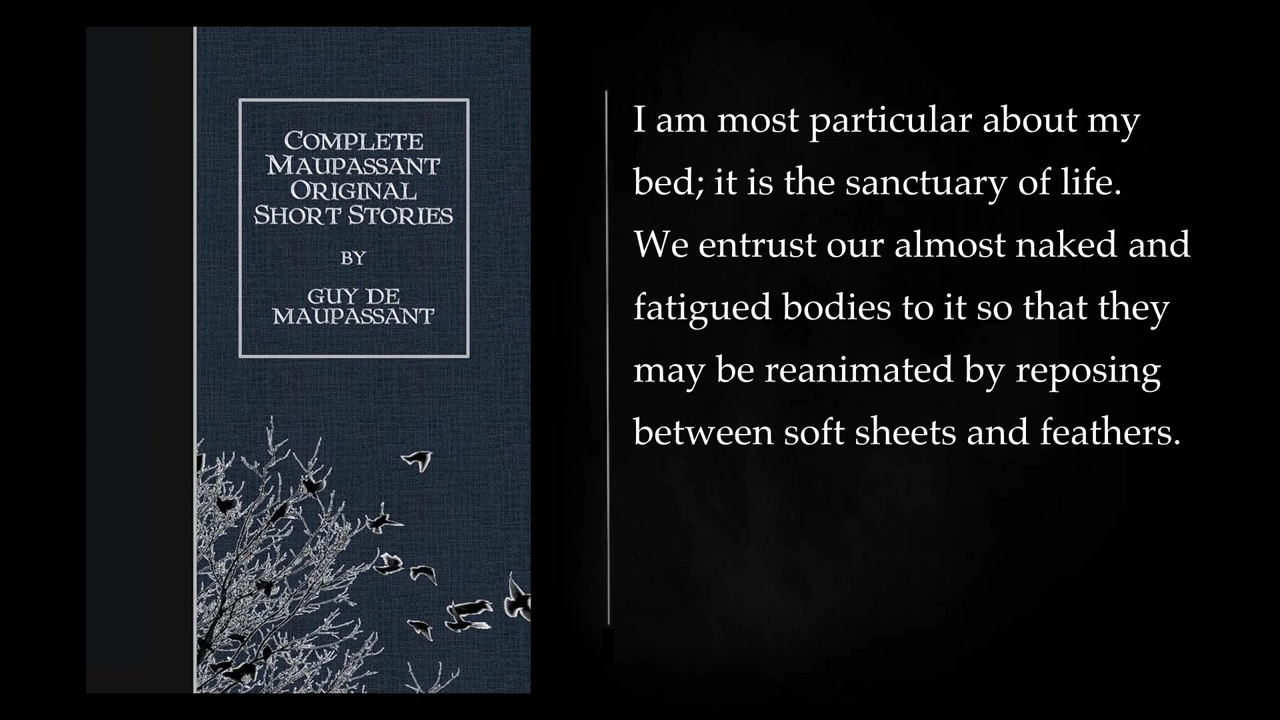 COMPLETE
MAUPASSANT
ORIGINAL
SHORT STORIES
BY
GUY DE
MAUPASSANT
I am most particular about my
bed; it is the sanctuary of life.
We entrust our almost naked and
fatigued bodies to it so that they
may be reanimated by reposing
between soft sheets and feathers.